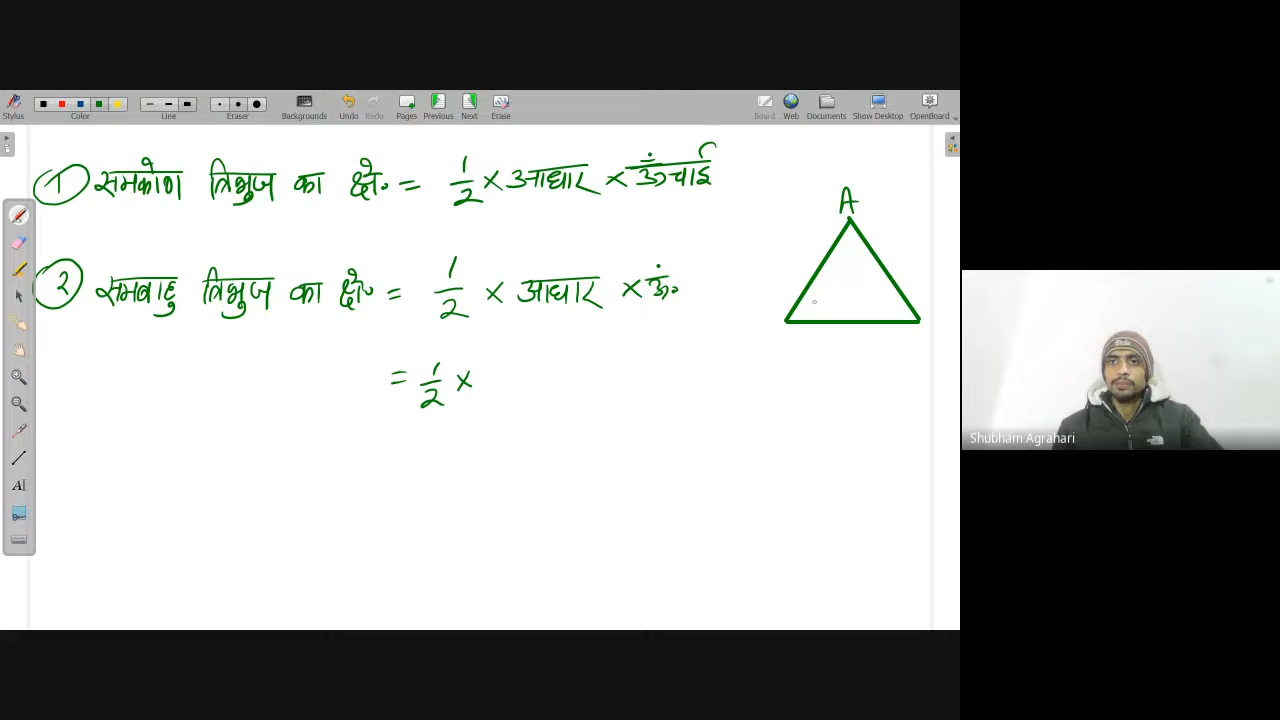 Stylus Color Line Eraser Backgrounds Undo Redo Pages Previous Next Erase Board Web Documents Show Desktop OpenBoard
① समकोण त्रिभुज का क्षे० = 1/2 × आधार × ऊँचाई
A
② समबाहु त्रिभुज का क्षे० = 1/2 × आधार × ऊँ०
= 1/2 ×
Shubham Agrahari